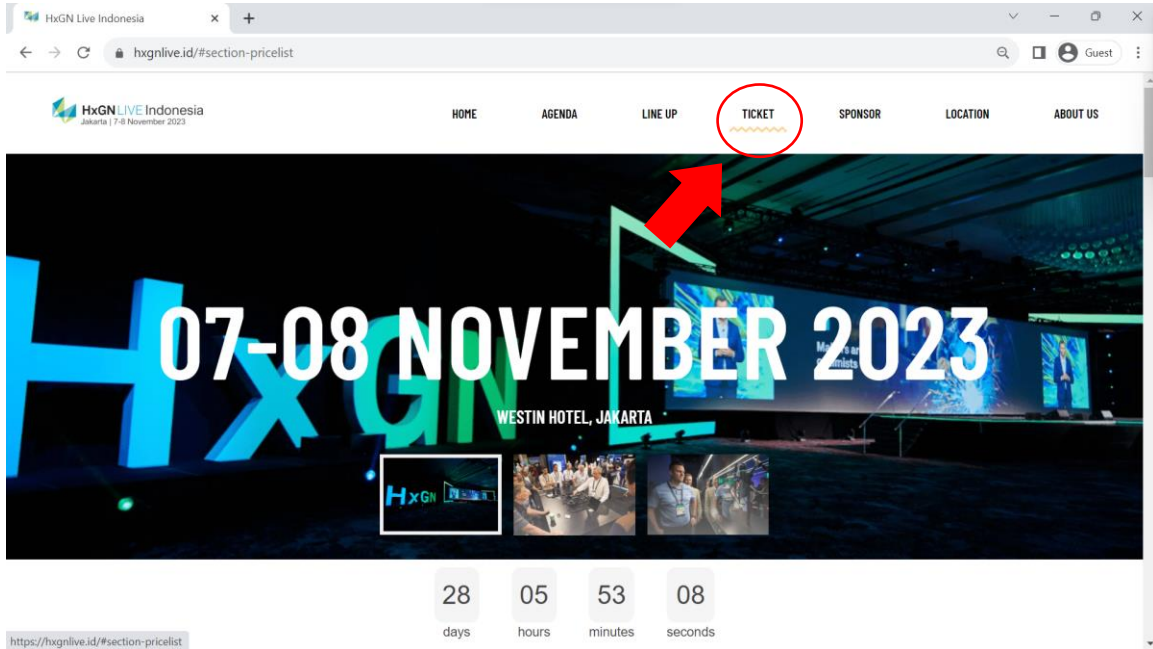 HxGN Live Indonesia
hxgnlive.id/#section-pricelist
Guest
HxGN LIVE Indonesia
Jakarta | 7-8 November 2023
HOME
AGENDA
LINE UP
TICKET
SPONSOR
LOCATION
ABOUT US
HxGN
07-08 NOVEMBER 2023
WESTIN HOTEL, JAKARTA
HxGN
28
05
53
08
days
hours
minutes
seconds
https://hxgnlive.id/#section-pricelist